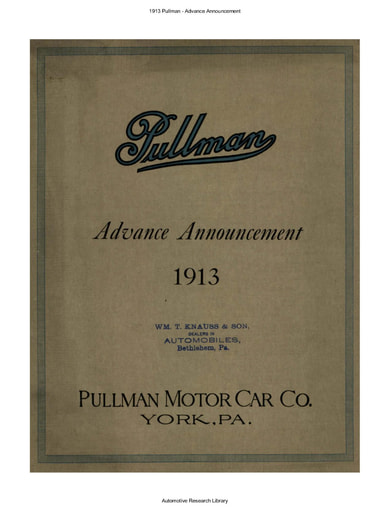 1913 Pullman - Advance Announcement
Pullman
Advance Announcement
1913
WM. T. KNAUSS & SON,
DEALERS IN
AUTOMOBILES,
Bethlehem, Pa.
PULLMAN MOTOR CAR CO.
YORK, PA.
Automotive Research Library